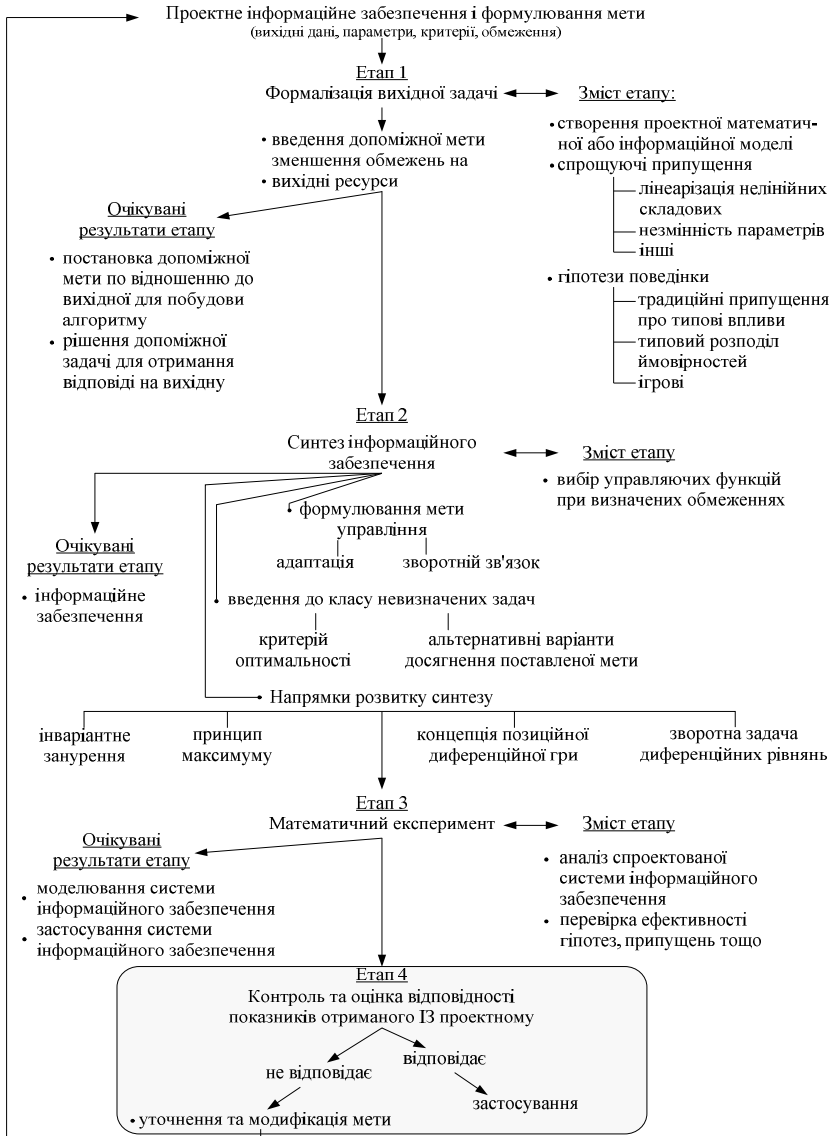 Проектне інформаційне забезпечення і формулювання мети
(вихідні дані, параметри, критерії, обмеження)
Етап 1
Формалізація вихідної задачі
Зміст етапу:
• створення проектної математич-
ної або інформаційної моделі
• спрощуючі припущення
лінеарізація нелінійних
складових
незмінність параметрів
інші
• гіпотези поведінки
традиційні припущення
про типові впливи
типовий розподіл
ймовірностей
ігрові
• введення допоміжної мети
зменшення обмежень на
• вихідні ресурси
Очікувані
результати етапу
• постановка допоміжної
мети по відношенню до
вихідної для побудови
алгоритму
• рішення допоміжної
задачі для отримання
відповіді на вихідну
Етап 2
Синтез інформаційного
забезпечення
Зміст етапу
• вибір управляючих функцій
при визначених обмеженнях
• формулювання мети
управління
адаптація
зворотній зв'язок
Очікувані
результати етапу
• інформаційне
забезпечення
• введення до класу невизначених задач
критерій
оптимальності
альтернативні варіанти
досягнення поставленої мети
• Напрямки розвитку синтезу
інваріантне
занурення
принцип
максимуму
концепція позиційної
диференційної гри
зворотна задача
диференційних рівнянь
Етап 3
Математичний експеримент
Зміст етапу
• аналіз спроектованої
системи інформаційного
забезпечення
• перевірка ефективності
гіпотез, припущень тощо
Очікувані
результати етапу
• моделювання системи
інформаційного забезпечення
• застосування системи
інформаційного забезпечення
Етап 4
Контроль та оцінка відповідності
показників отриманого ІЗ проектному
не відповідає
відповідає
застосування
• уточнення та модифікація мети